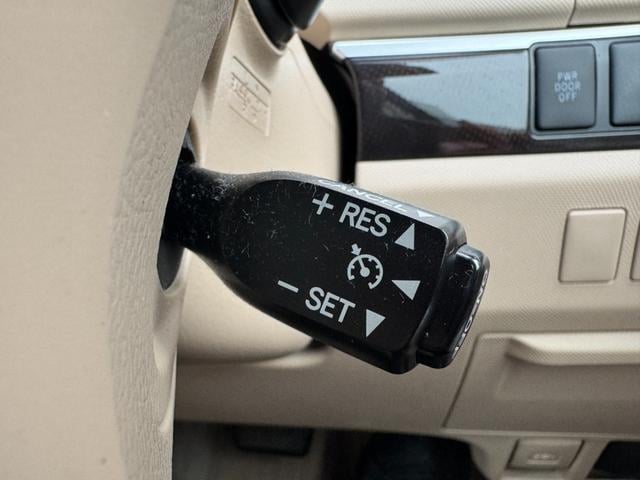 PWR
DOOR
OFF
CANCEL
+ RES
- SET